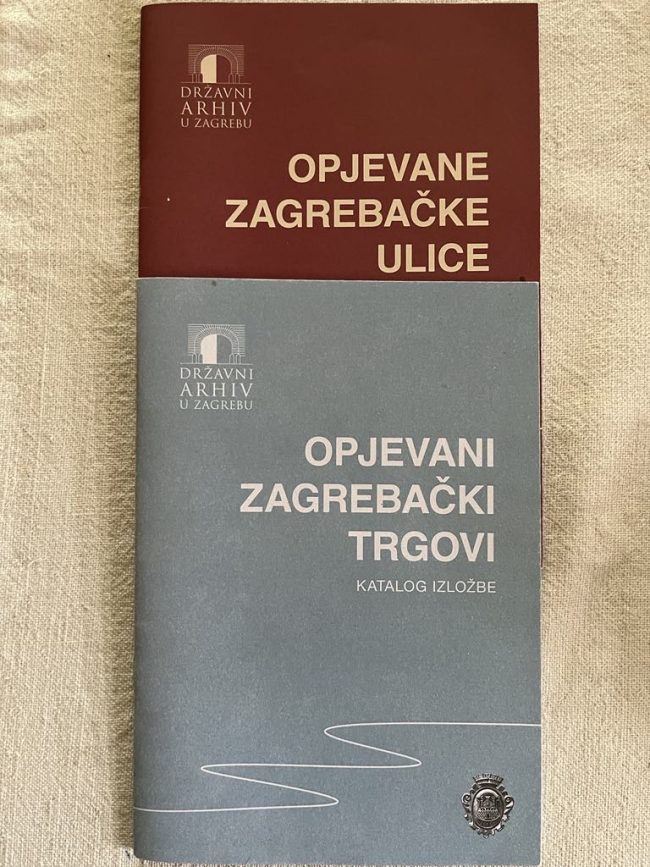 DRŽAVNI
ARHIV
U ZAGREBU
OPJEVANE
ZAGREBAČKE
ULICE
DRŽAVNI
ARHIV
U ZAGREBU
OPJEVANI
ZAGREBAČKI
TRGOVI
KATALOG IZLOŽBE